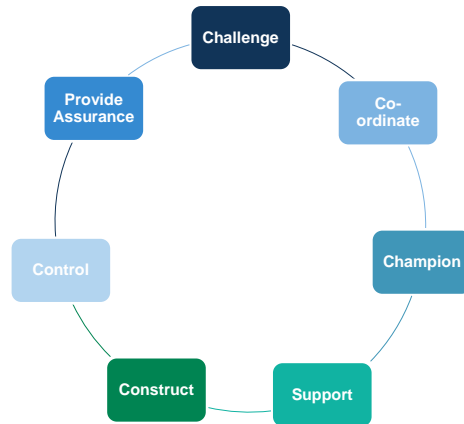 Challenge
Co-
ordinate
Champion
Support
Construct
Control
Provide
Assurance